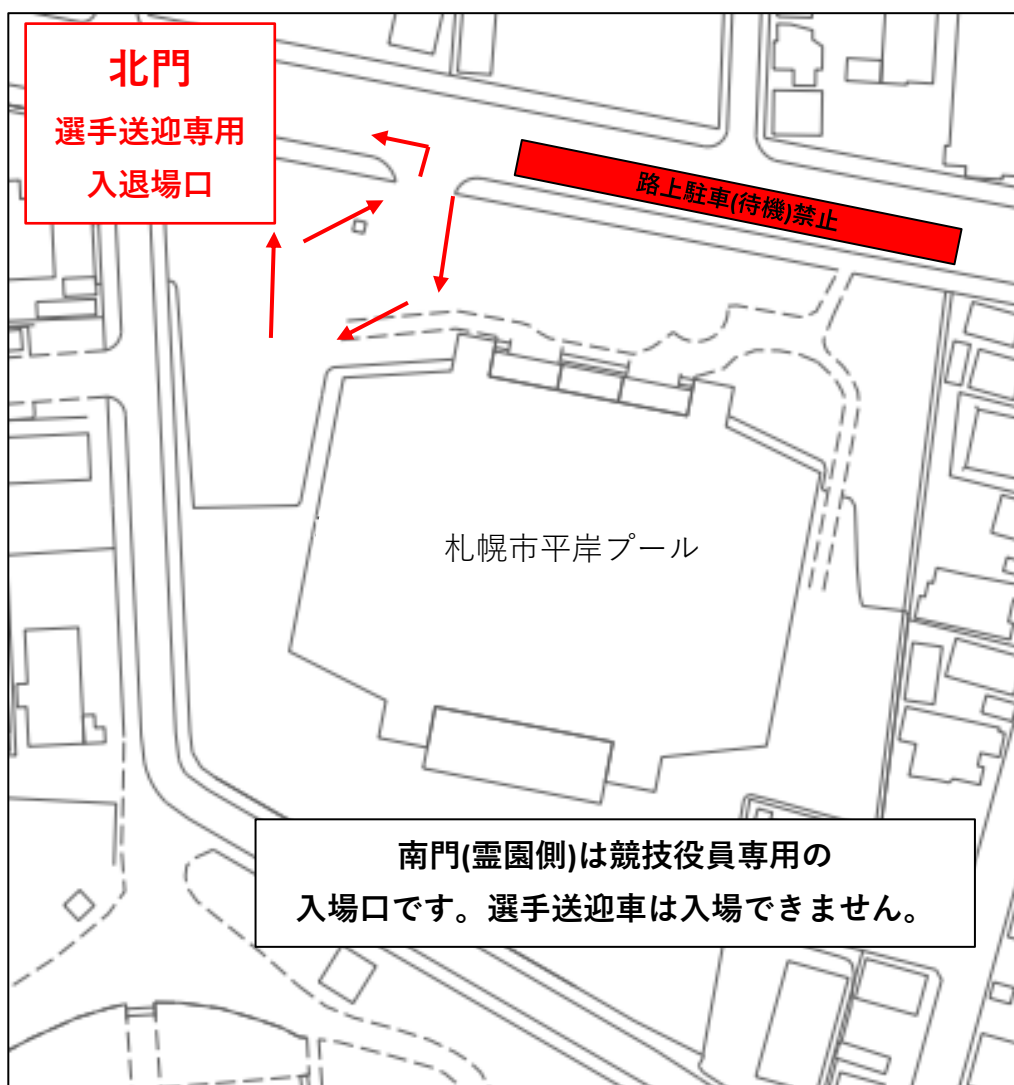 北門
選手送迎専用
入退場口
路上駐車(待機)禁止
札幌市平岸プール
南門(霊園側)は競技役員専用の
入場口です。選手送迎車は入場できません。